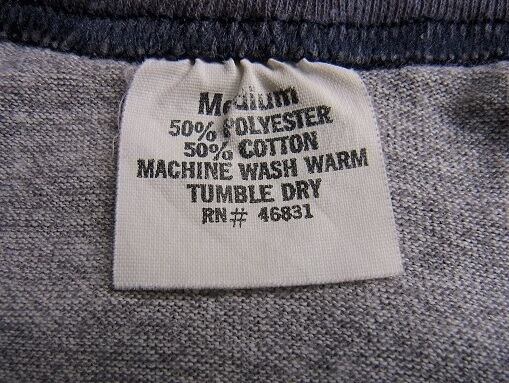 Medium
50% POLYESTER
50% COTTON
MACHINE WASH WARM
TUMBLE DRY
RN# 46831